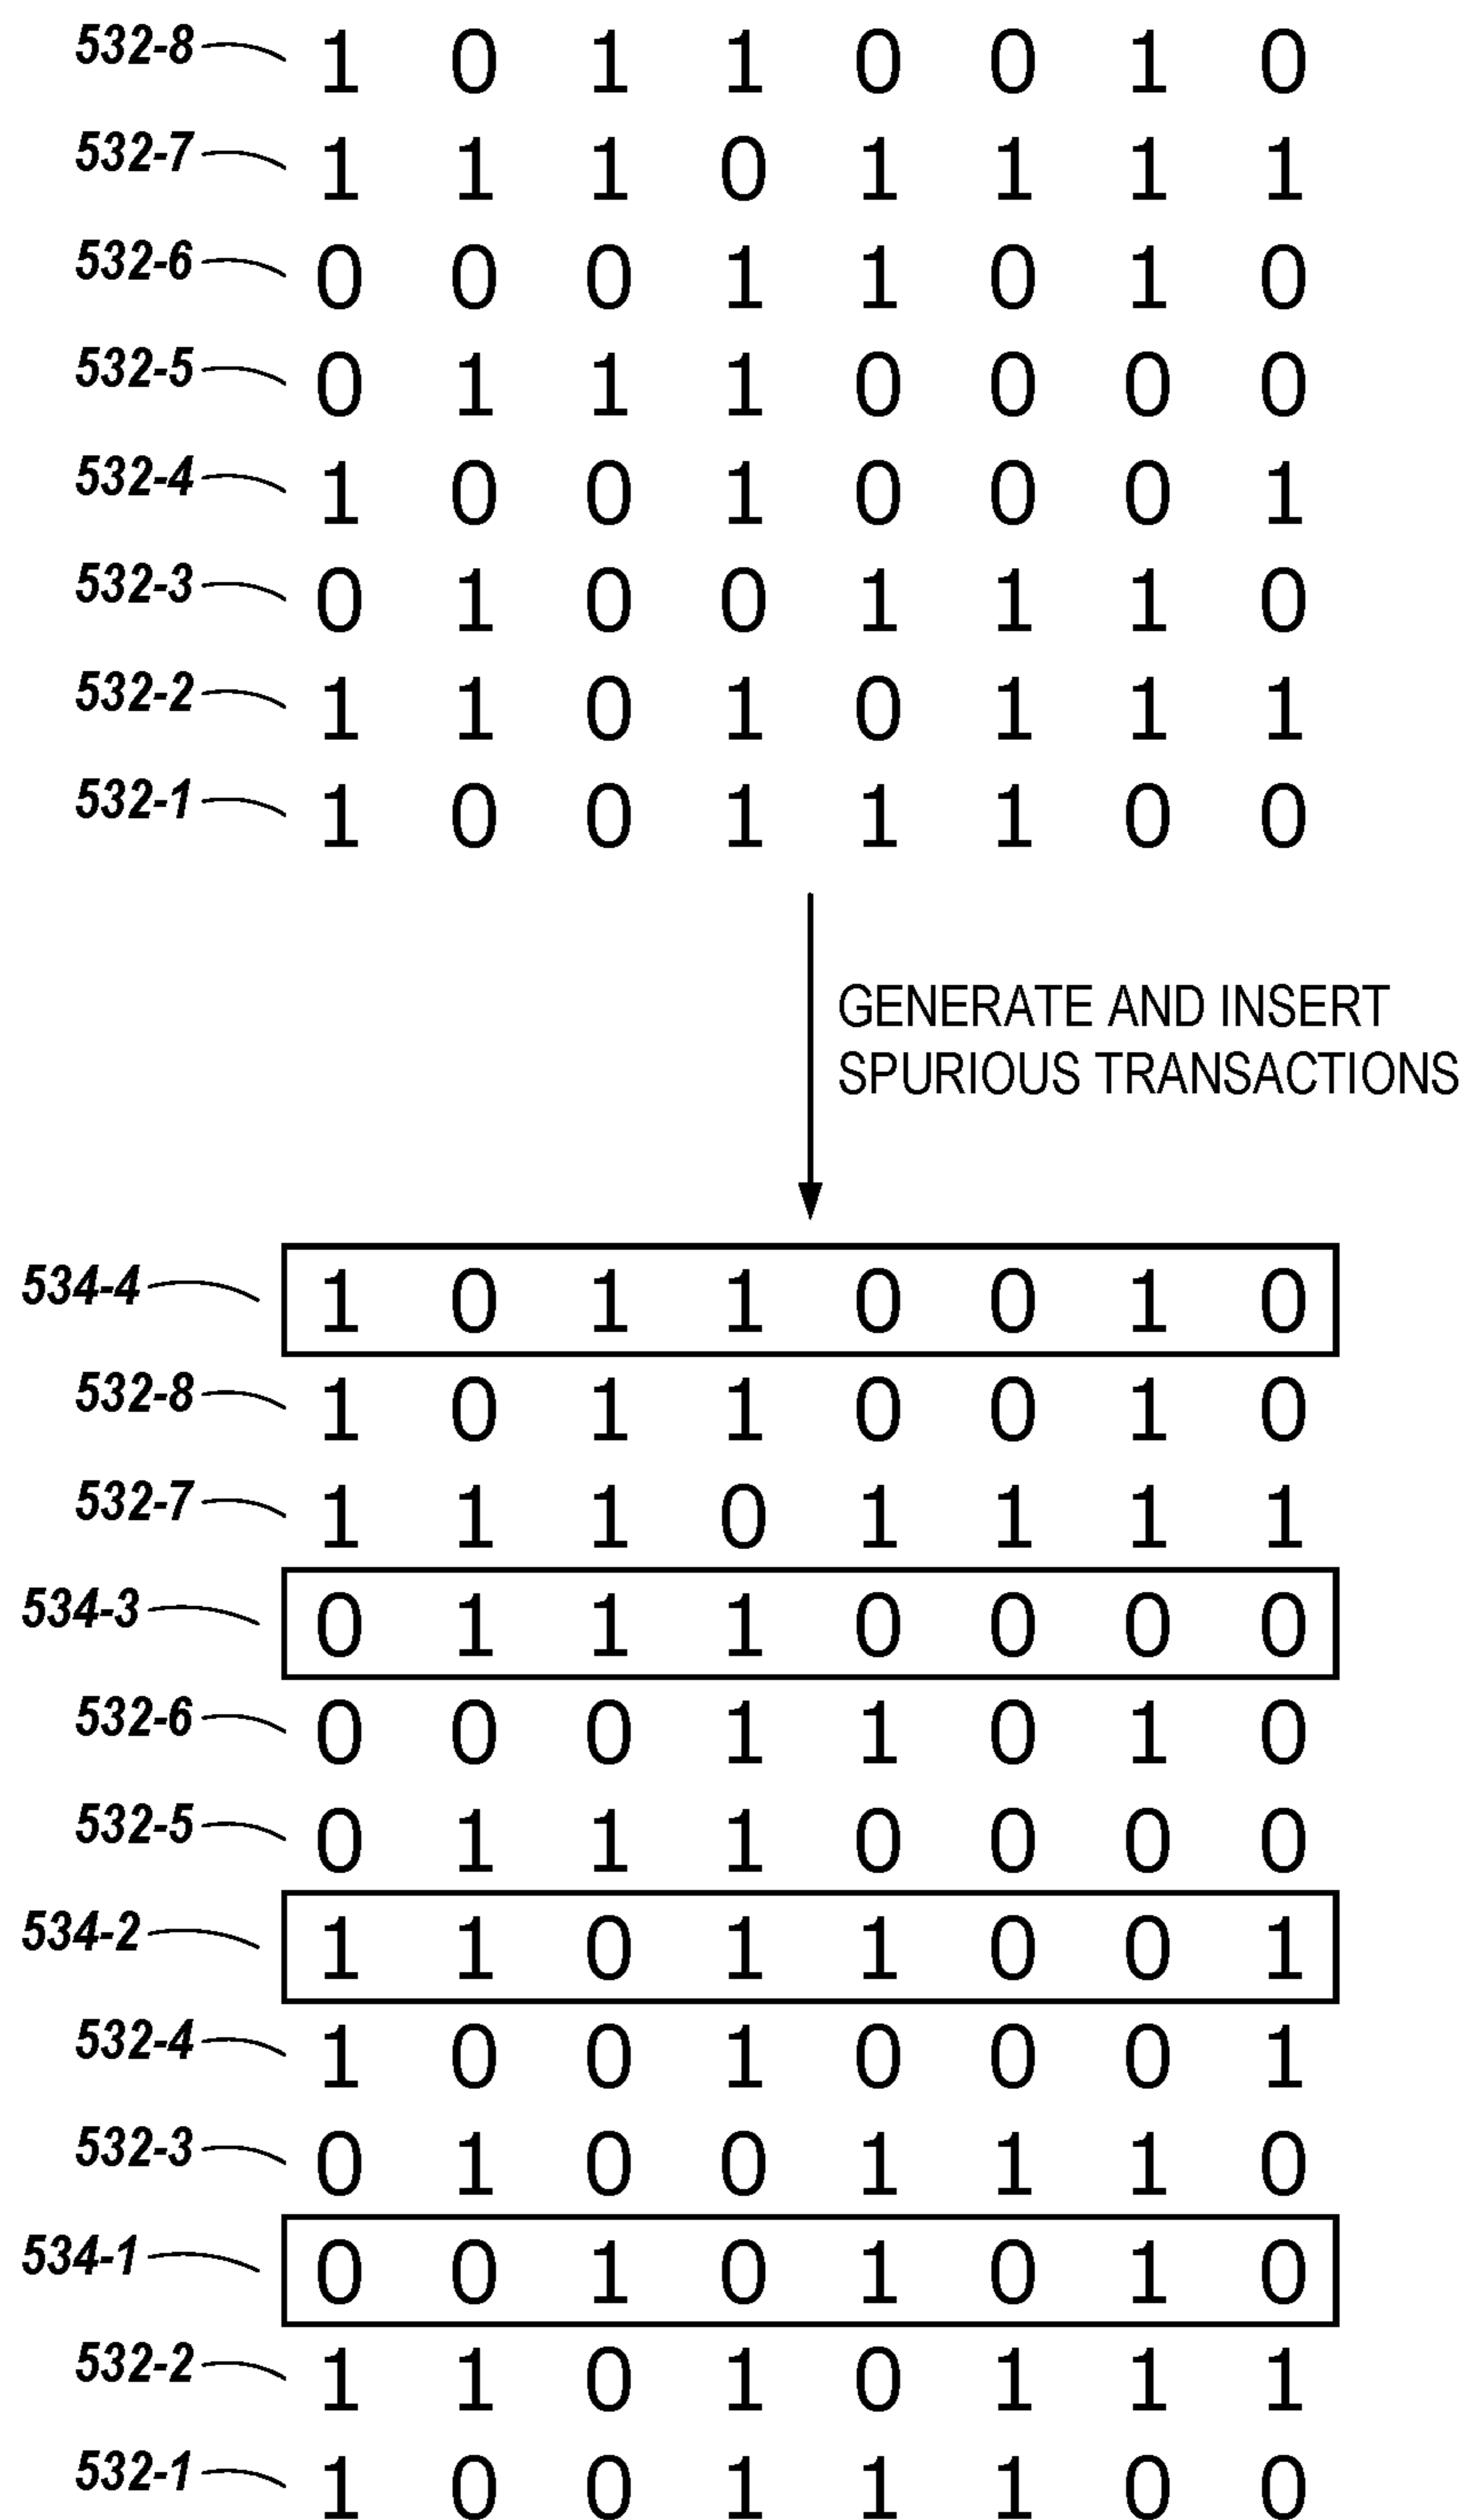 532-8 1 0 1 1 0 0 1 0
532-7 1 1 1 0 1 1 1 1
532-6 0 0 0 1 1 0 1 0
532-5 0 1 1 1 0 0 0 0
532-4 1 0 0 1 0 0 0 1
532-3 0 1 0 0 1 1 1 0
532-2 1 1 0 1 0 1 1 1
532-1 1 0 0 1 1 1 0 0
GENERATE AND INSERT
SPURIOUS TRANSACTIONS
534-4 1 0 1 1 0 0 1 0
532-8 1 0 1 1 0 0 1 0
532-7 1 1 1 0 1 1 1 1
534-3 0 1 1 1 0 0 0 0
532-6 0 0 0 1 1 0 1 0
532-5 0 1 1 1 0 0 0 0
534-2 1 1 0 1 1 0 0 1
532-4 1 0 0 1 0 0 0 1
532-3 0 1 0 0 1 1 1 0
534-1 0 0 1 0 1 0 1 0
532-2 1 1 0 1 0 1 1 1
532-1 1 0 0 1 1 1 0 0